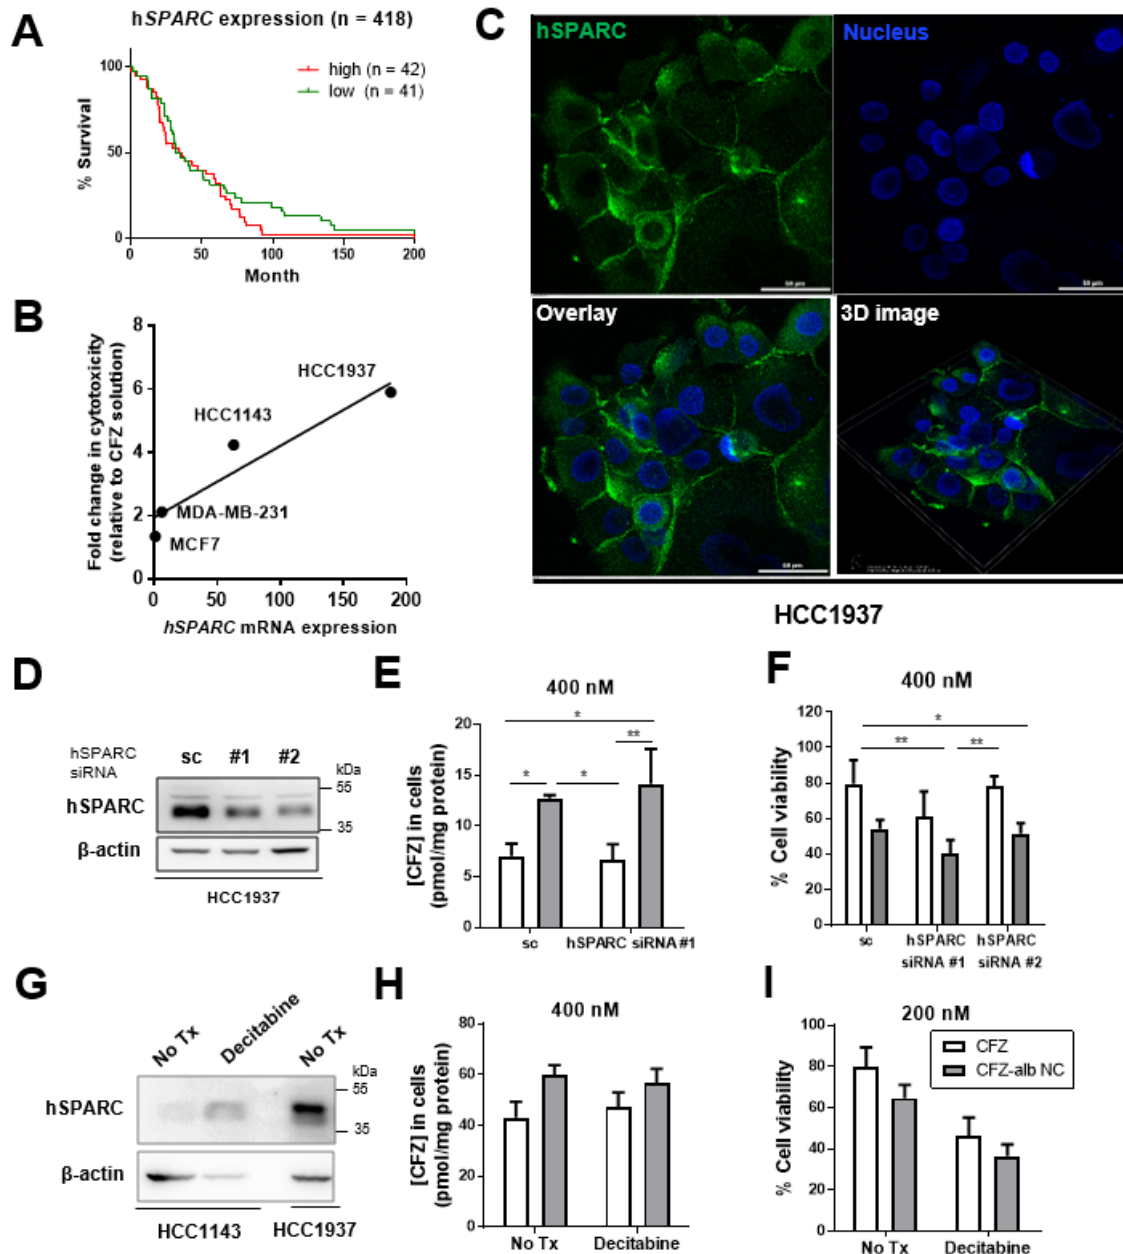 A
hSPARC expression (n = 418)
% Survival
100
50
0
high (n = 42)
low (n = 41)
0 50 100 150 200
Month
B
Fold change in cytotoxicity
(relative to CFZ solution)
8
6
4
2
0
HCC1937
HCC1143
MDA-MB-231
MCF7
0 50 100 150 200
hSPARC mRNA expression
C
hSPARC
Nucleus
50 µm
50 µm
Overlay
3D image
50 µm
HCC1937
D
hSPARC
siRNA
sc #1 #2
kDa
55
hSPARC
35
β-actin
HCC1937
E
400 nM
[CFZ] in cells
(pmol/mg protein)
20
15
10
5
0
*
**
* *
sc hSPARC siRNA #1
F
400 nM
% Cell viability
120
100
80
60
40
20
0
*
** **
sc hSPARC hSPARC
siRNA #1 siRNA #2
G
No Tx Decitabine No Tx
kDa
55
hSPARC
35
β-actin
HCC1143 HCC1937
H
400 nM
[CFZ] in cells
(pmol/mg protein)
80
60
40
20
0
No Tx Decitabine
I
200 nM
% Cell viability
100
80
60
40
20
0
CFZ
CFZ-alb NC
No Tx Decitabine